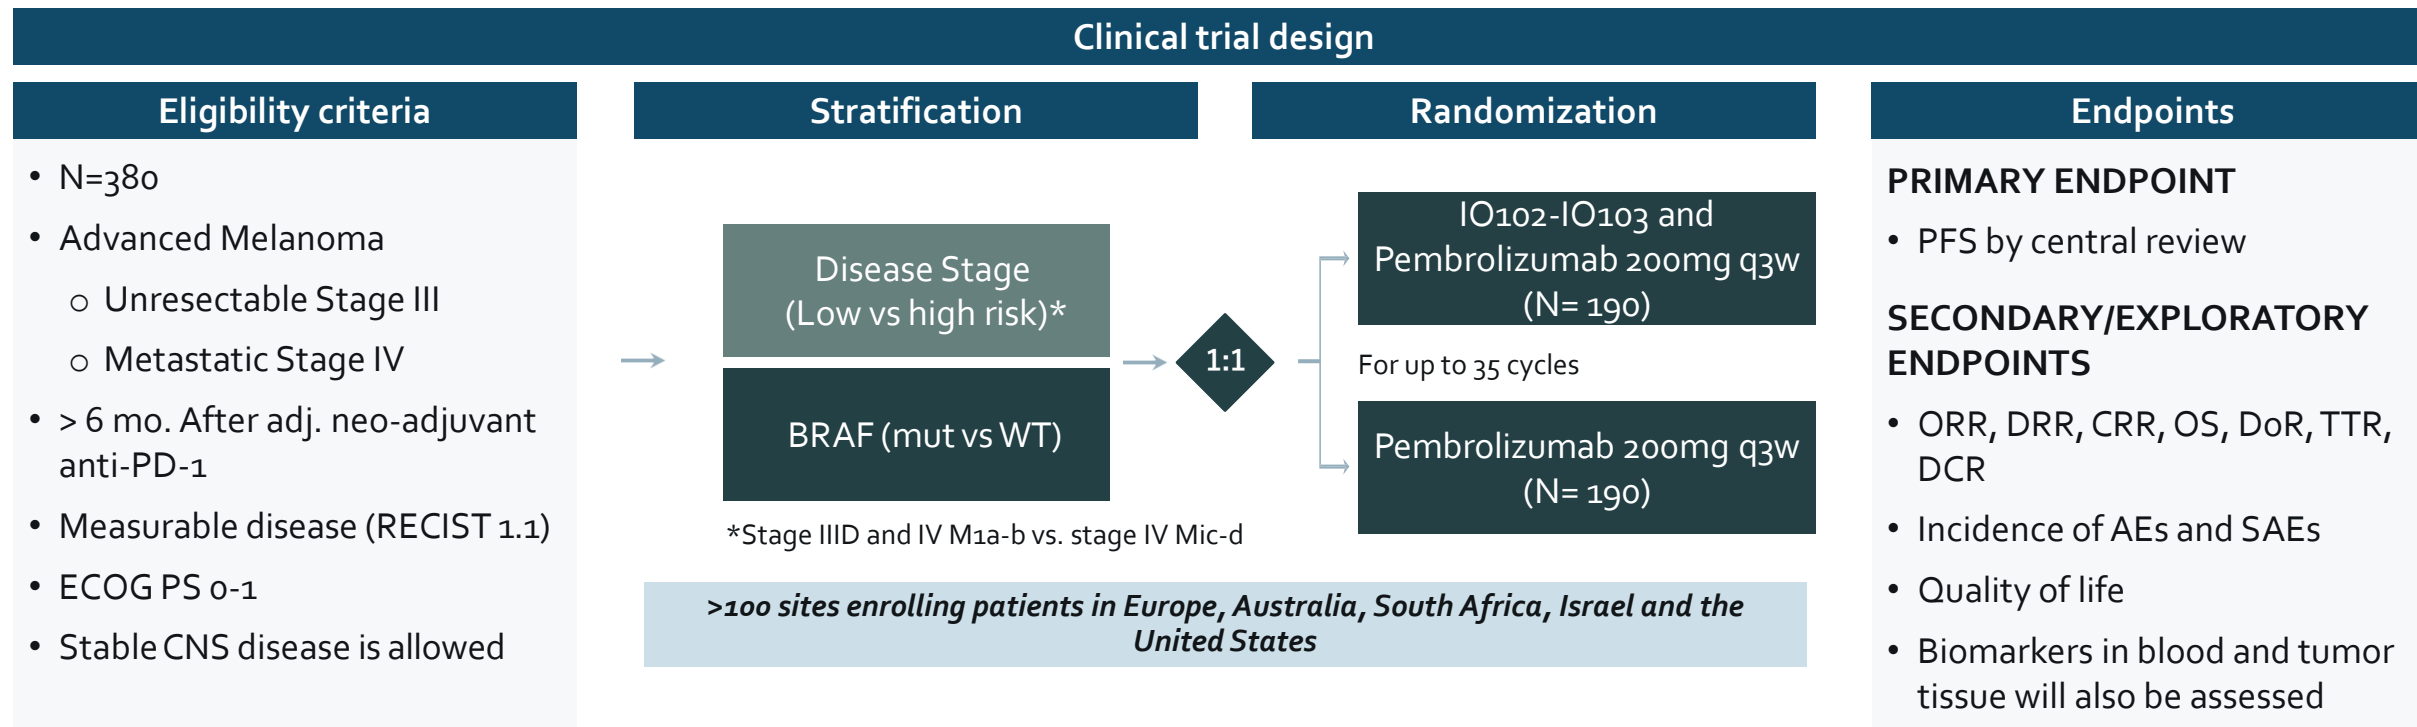 Clinical trial design
Eligibility criteria
• N=380
• Advanced Melanoma
o Unresectable Stage III
o Metastatic Stage IV
• > 6 mo. After adj. neo-adjuvant
anti-PD-1
• Measurable disease (RECIST 1.1)
• ECOG PS 0-1
• Stable CNS disease is allowed
Stratification
Disease Stage
(Low vs high risk)*
BRAF (mut vs WT)
*Stage IIID and IV M1a-b vs. stage IV Mic-d
1:1
Randomization
IO102-IO103 and
Pembrolizumab 200mg q3w
(N= 190)
For up to 35 cycles
Pembrolizumab 200mg q3w
(N= 190)
>100 sites enrolling patients in Europe, Australia, South Africa, Israel and the
United States
Endpoints
PRIMARY ENDPOINT
• PFS by central review
SECONDARY/EXPLORATORY
ENDPOINTS
• ORR, DRR, CRR, OS, DoR, TTR,
DCR
• Incidence of AEs and SAEs
• Quality of life
• Biomarkers in blood and tumor
tissue will also be assessed